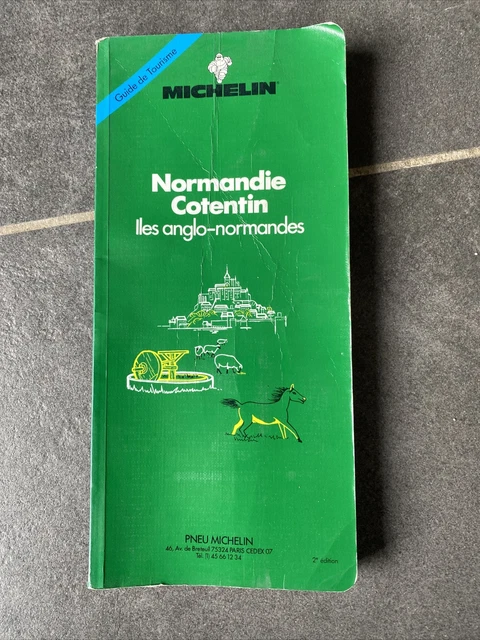 Guide de Tourisme
MICHELIN
Normandie
Cotentin
Iles anglo-normandes
PNEU MICHELIN
46, Av. de Breteuil 75324 PARIS CEDEX 07
Tél. (1) 45 66 12 34
2e édition